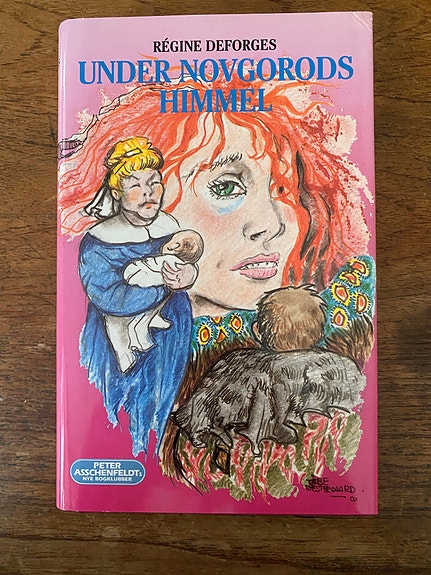 RÉGINE DEFORGES
UNDER NOVGORODS
HIMMEL
PETER
ASSCHENFELDTs
NYE BOGKLUBBER